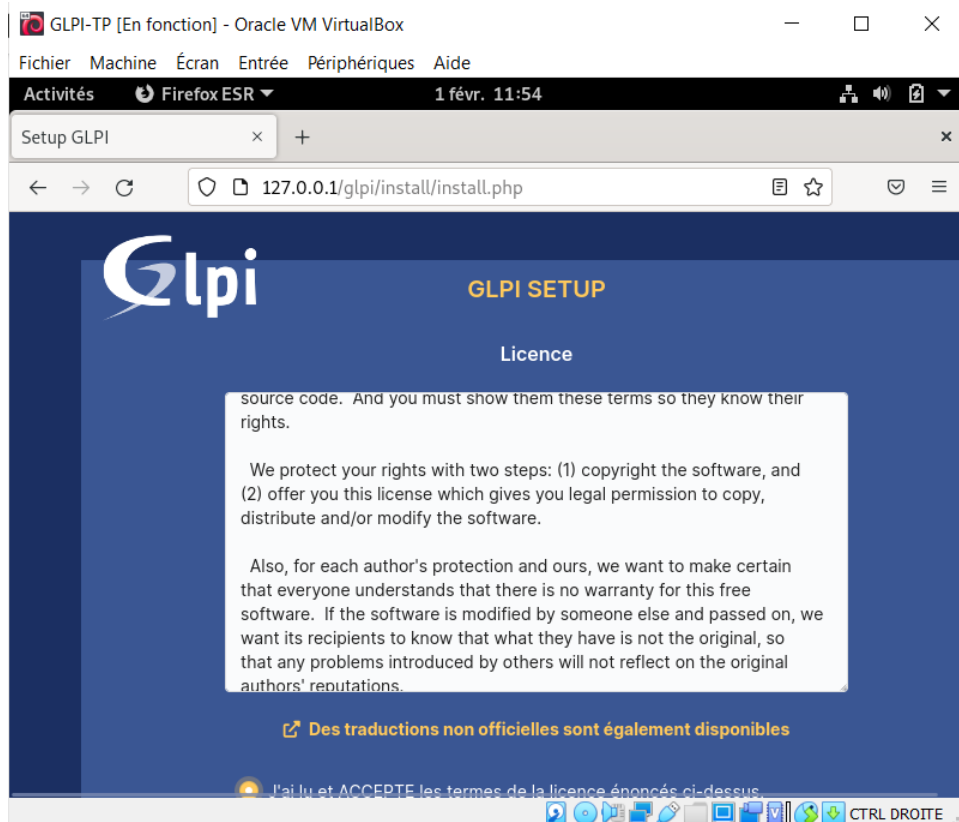 GLPI-TP [En fonction] - Oracle VM VirtualBox
Fichier Machine Écran Entrée Périphériques Aide
Activités Firefox ESR 1 févr. 11:54
Setup GLPI
127.0.0.1/glpi/install/install.php
Glpi
GLPI SETUP
Licence
source code. And you must show them these terms so they know their
rights.
We protect your rights with two steps: (1) copyright the software, and
(2) offer you this license which gives you legal permission to copy,
distribute and/or modify the software.
Also, for each author's protection and ours, we want to make certain
that everyone understands that there is no warranty for this free
software. If the software is modified by someone else and passed on, we
want its recipients to know that what they have is not the original, so
that any problems introduced by others will not reflect on the original
authors' reputations.
Des traductions non officielles sont également disponibles
J'ai lu et ACCEPTE les termes de la licence énoncés ci-dessus.
CTRL DROITE